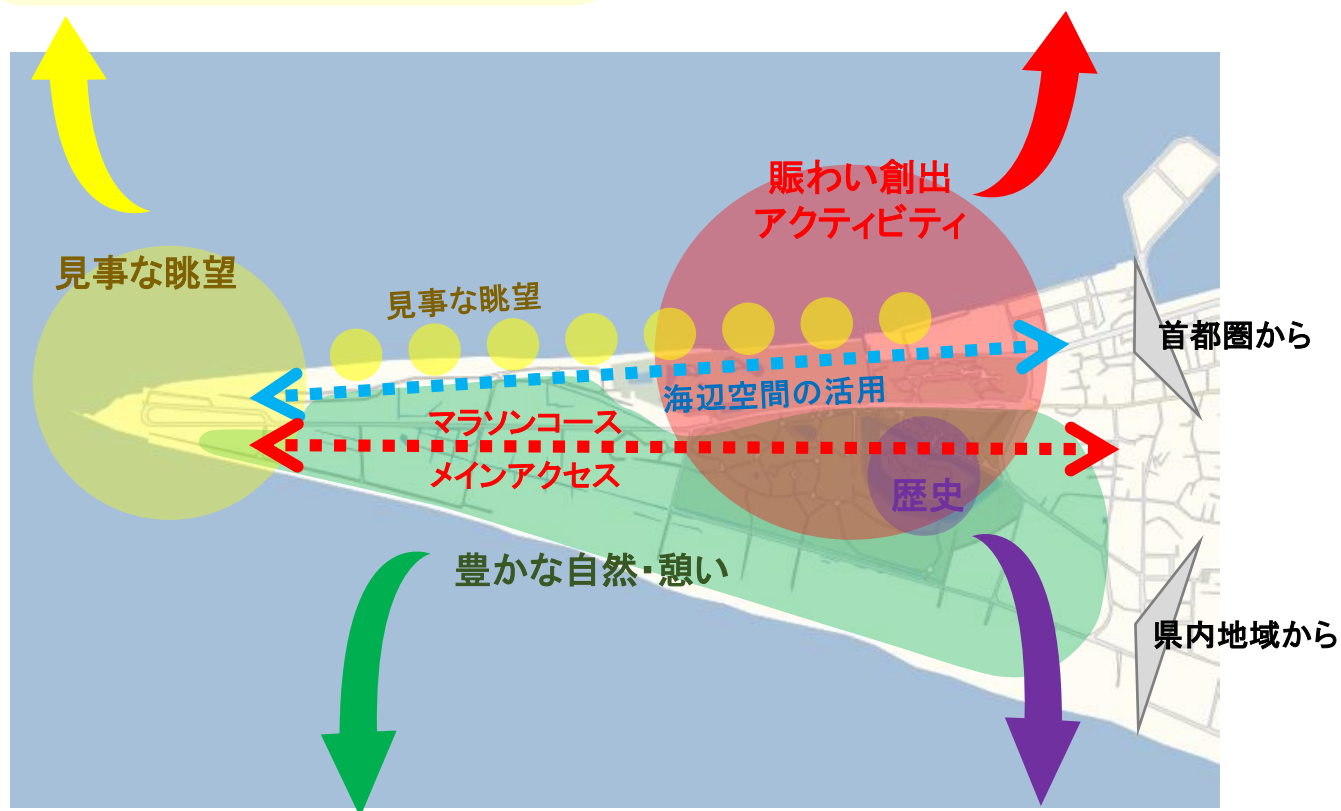 賑わい創出
アクティビティ
見事な眺望
見事な眺望
首都圏から
海辺空間の活用
マラソンコース
メインアクセス
歴史
豊かな自然・憩い
県内地域から